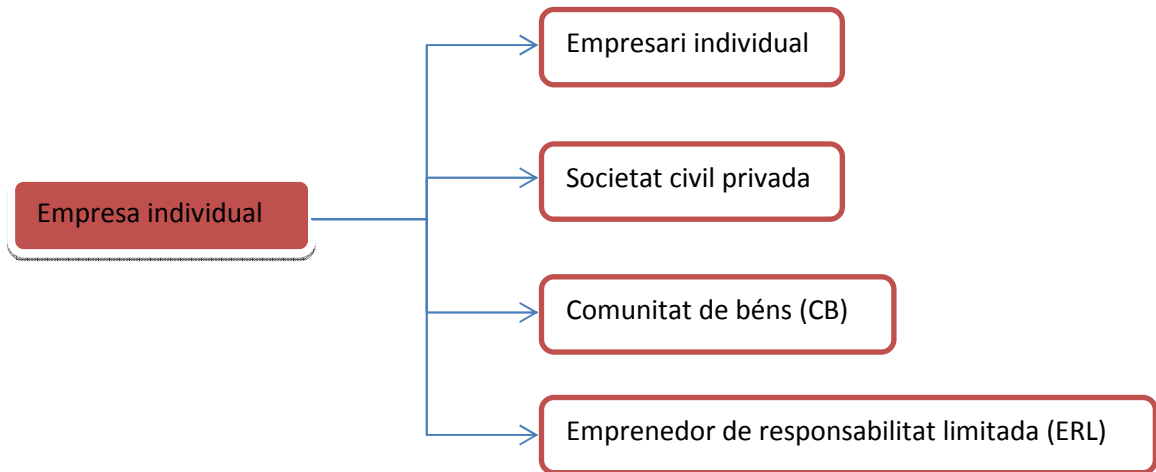 Empresa individual
Empresari individual
Societat civil privada
Comunitat de béns (CB)
Emprenedor de responsabilitat limitada (ERL)